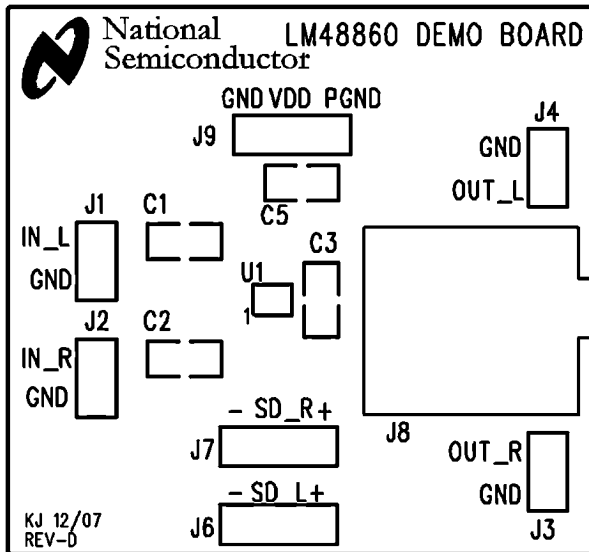 National
Semiconductor
LM48860 DEMO BOARD
GND VDD PGND
J9
J4
GND
OUT_L
C5
J1
C1
IN_L
GND
C3
U1
1
J2
C2
IN_R
GND
J8
- SD_R+
J7
OUT_R
GND
J3
- SD_L+
J6
KJ 12/07
REV-D